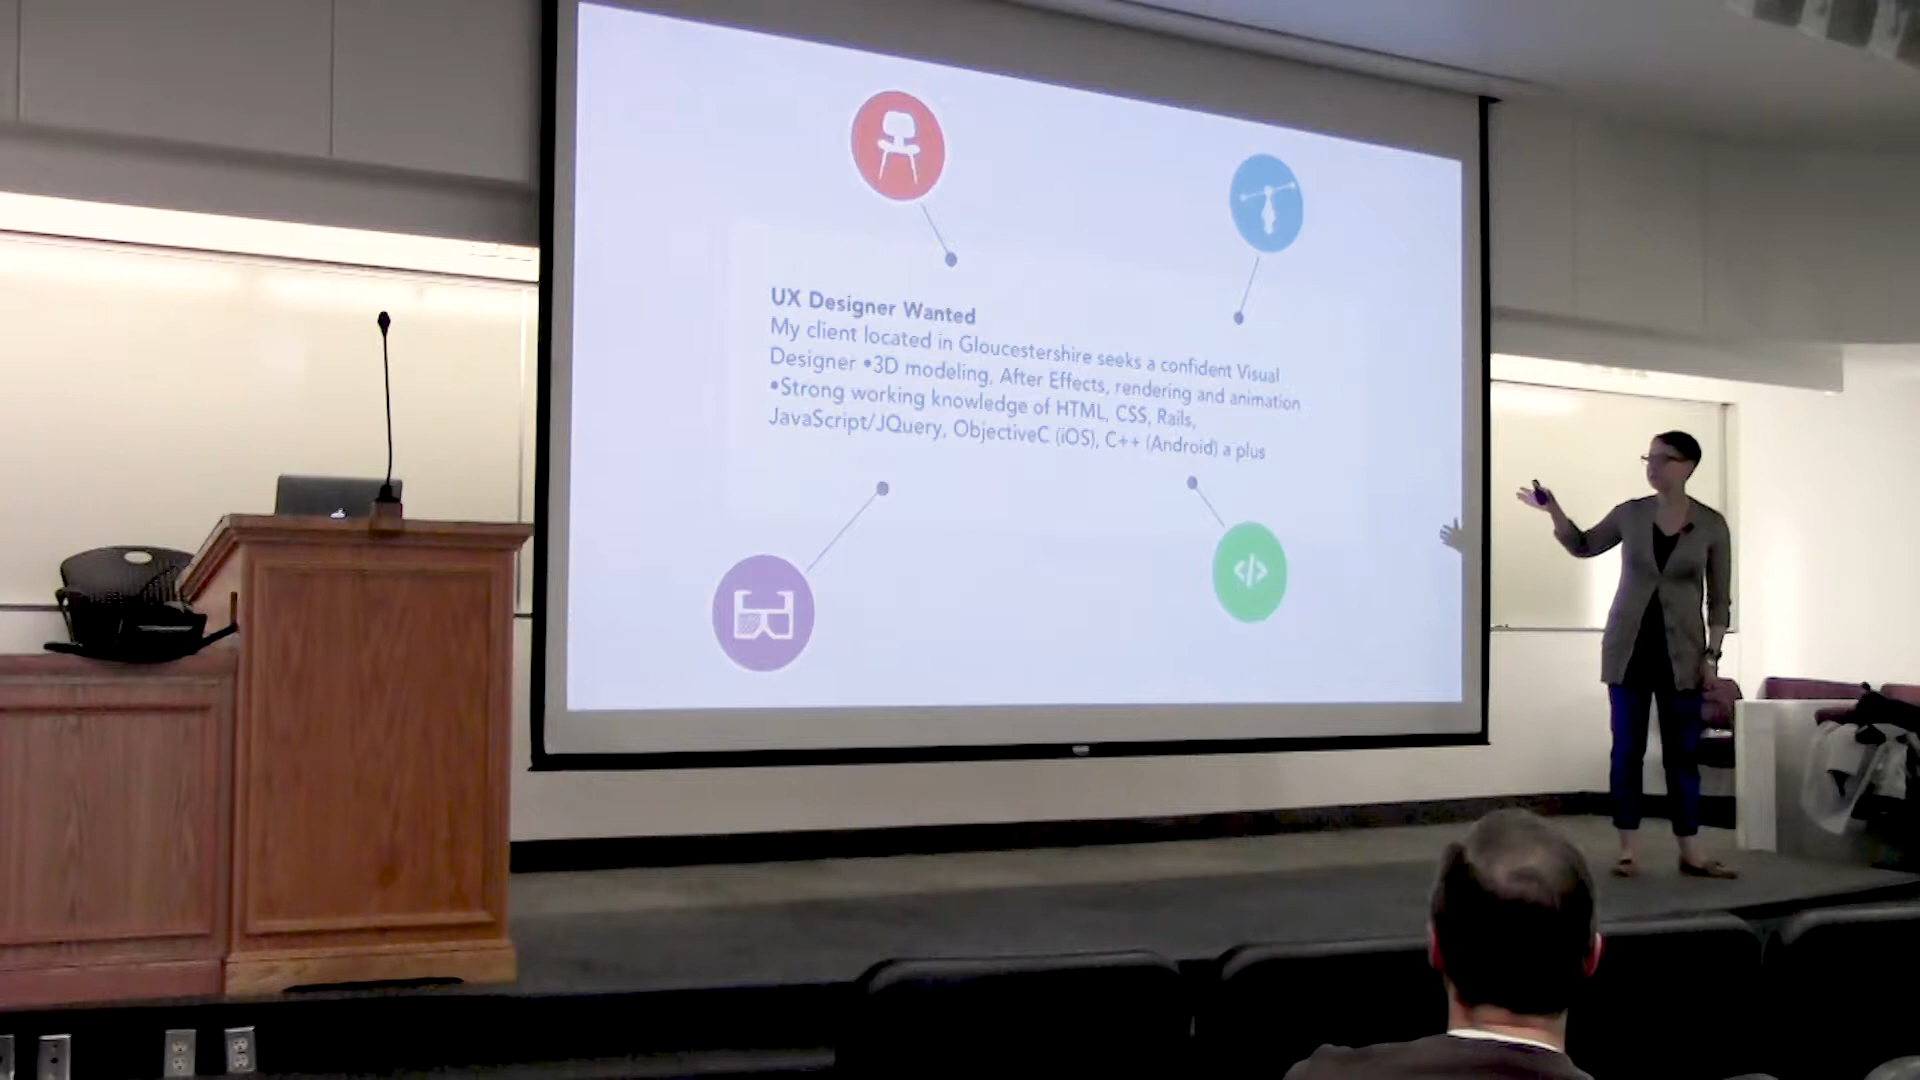 UX Designer Wanted
My client located in Gloucestershire seeks a confident Visual
Designer •3D modeling, After Effects, rendering and animation
•Strong working knowledge of HTML, CSS, Rails,
JavaScript/JQuery, ObjectiveC (iOS), C++ (Android) a plus
</>